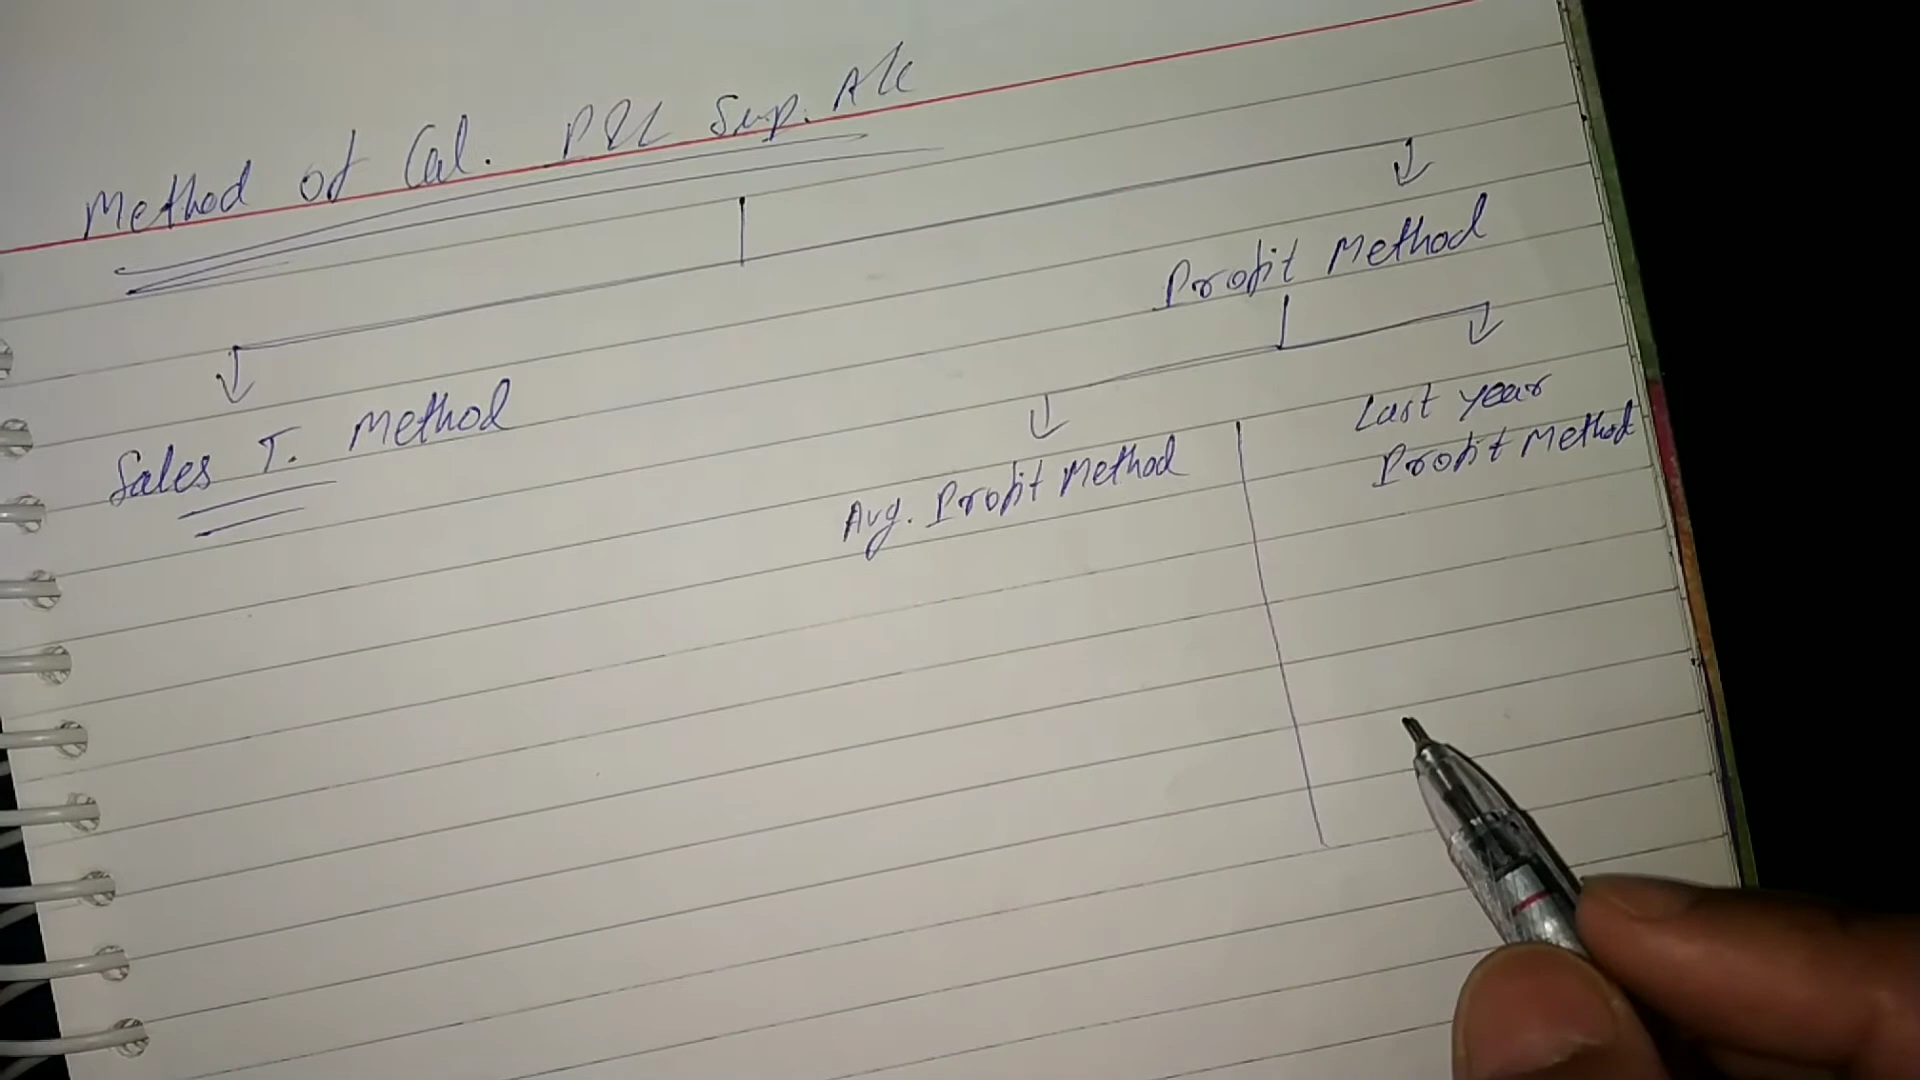 Method of Cal. P&L Sup. A/c
Profit Method
Sales T. Method
Avg. Profit Method
Last year
Profit Method